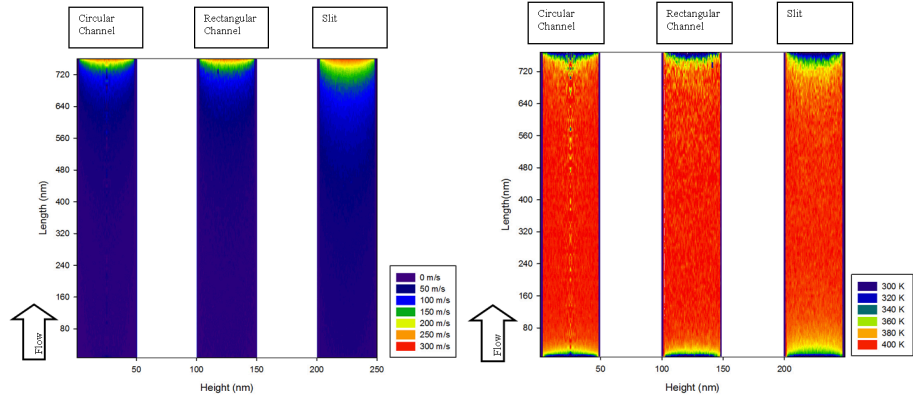 Circular
Channel
Rectangular
Channel
Slit
720
640
560
480
400
320
240
160
80
Length (nm)
50
100
150
200
250
Height (nm)
Flow
0 m/s
50 m/s
100 m/s
150 m/s
200 m/s
250 m/s
300 m/s
Circular
Channel
Rectangular
Channel
Slit
720
640
560
480
400
320
240
160
80
Length(nm)
50
100
150
200
Height (nm)
Flow
300 K
320 K
340 K
360 K
380 K
400 K